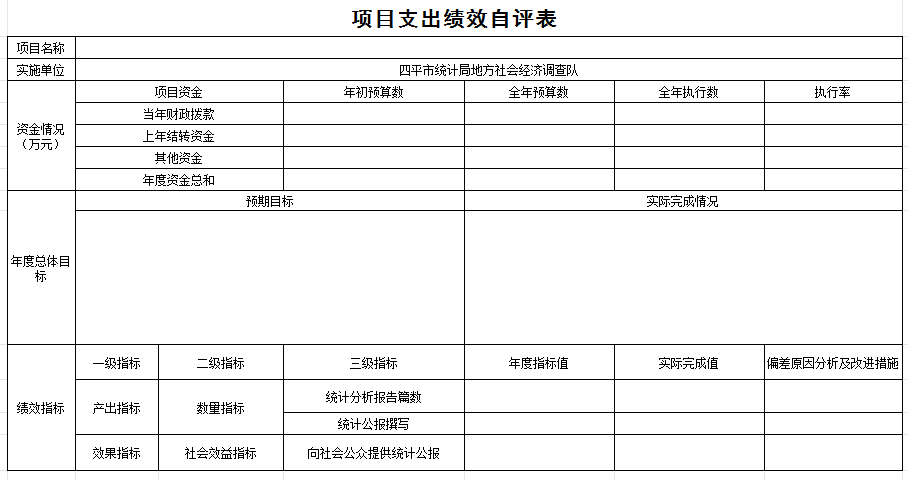 项目支出绩效自评表
项目名称
实施单位 四平市统计局地方社会经济调查队
资金情况
（万元）
项目资金 年初预算数 全年预算数 全年执行数 执行率
当年财政拨款
上年结转资金
其他资金
年度资金总和
年度总体目
标
预期目标 实际完成情况
绩效指标
一级指标 二级指标 三级指标 年度指标值 实际完成值 偏差原因分析及改进措施
产出指标 数量指标 统计分析报告篇数
统计公报撰写
效果指标 社会效益指标 向社会公众提供统计公报